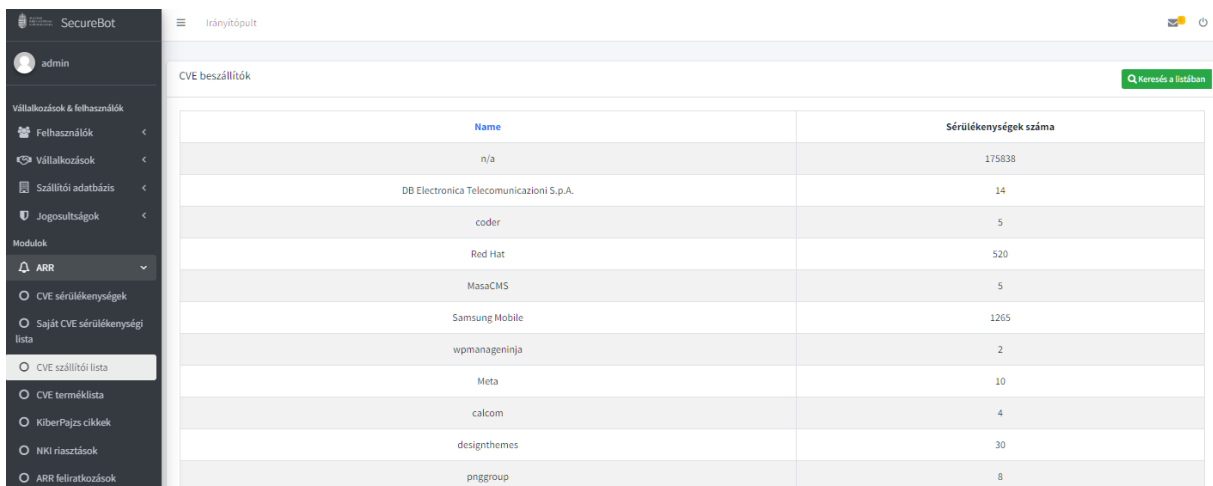 SecureBot
Irányítópult
admin
CVE beszállítók
Keresés a listában
Vállalkozások & felhasználók
Felhasználók
Vállalkozások
Szállítói adatbázis
Jogosultságok
Modulok
ARR
CVE sérülékenységek
Saját CVE sérülékenységi
lista
CVE szállítói lista
CVE terméklista
KiberPajzs cikkek
NKI riasztások
ARR feliratkozások
Name Sérülékenységek száma
n/a 175838
DB Electronica Telecomunicazioni S.p.A. 14
coder 5
Red Hat 520
MasaCMS 5
Samsung Mobile 1265
wpmanageninja 2
Meta 10
calcom 4
designthemes 30
pnggroup 8